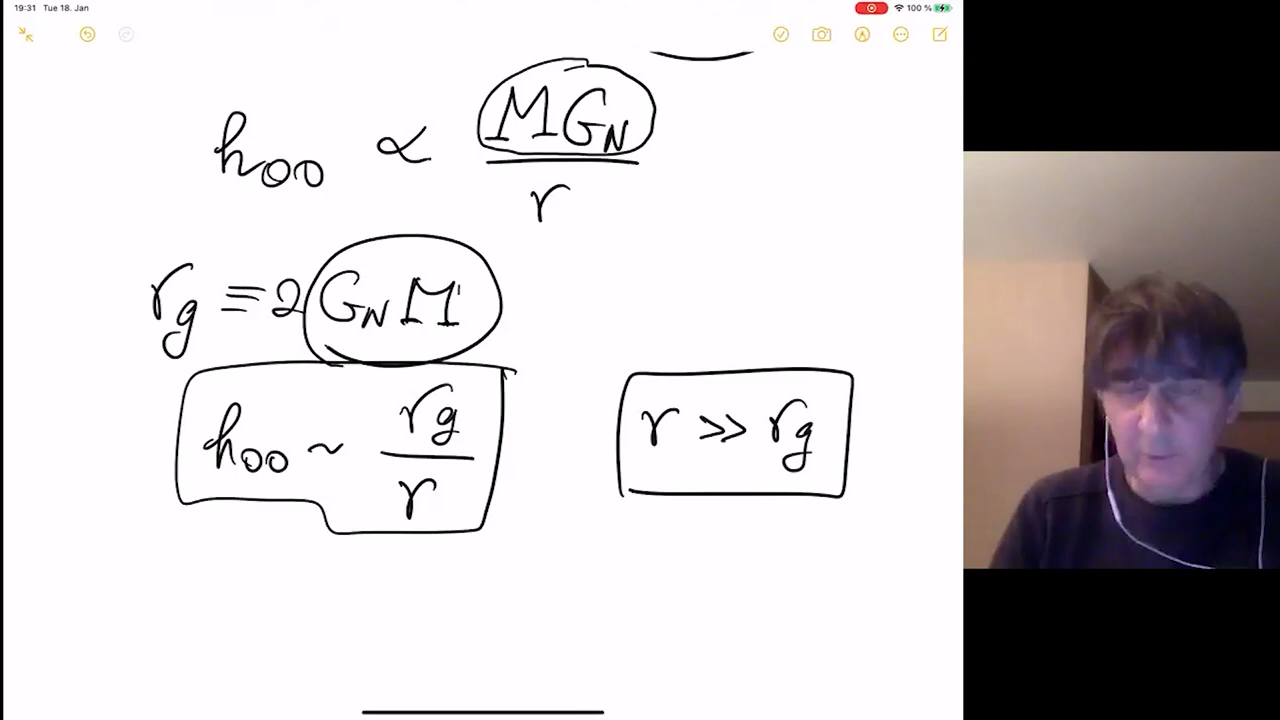 19:31 Tue 18. Jan 100 %
h₀₀ ∝ MG_N / r
r_g ≡ 2 G_N M
h₀₀ ~ r_g / r r ≫ r_g